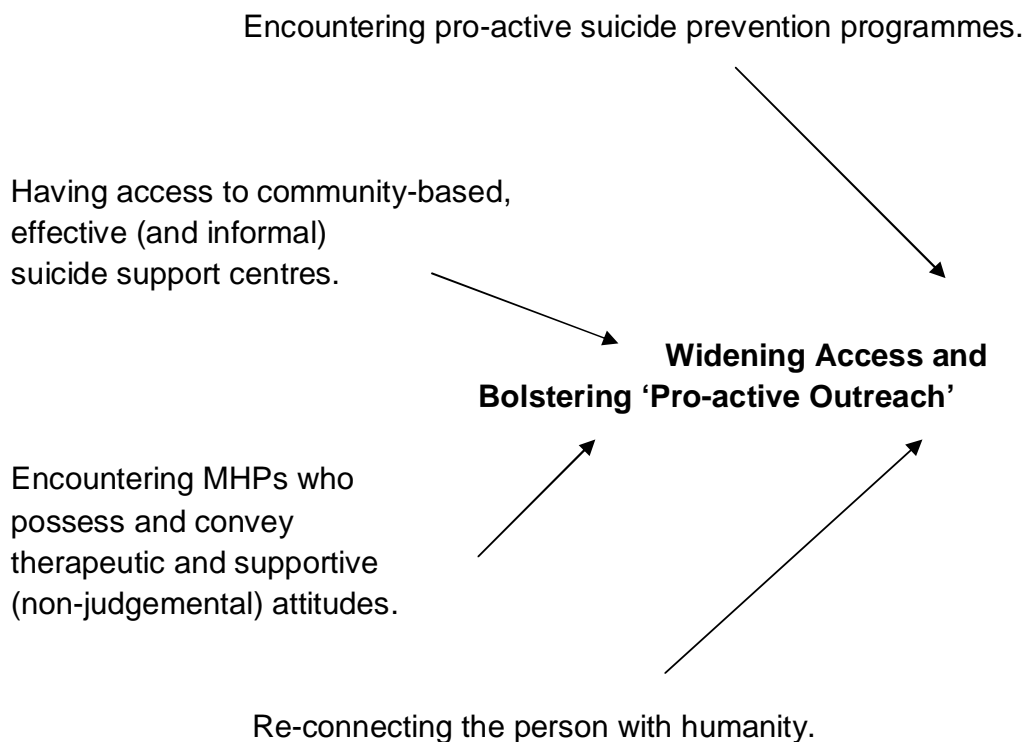 Encountering pro-active suicide prevention programmes.
Having access to community-based,
effective (and informal)
suicide support centres.
Widening Access and
Bolstering ‘Pro-active Outreach’
Encountering MHPs who
possess and convey
therapeutic and supportive
(non-judgemental) attitudes.
Re-connecting the person with humanity.